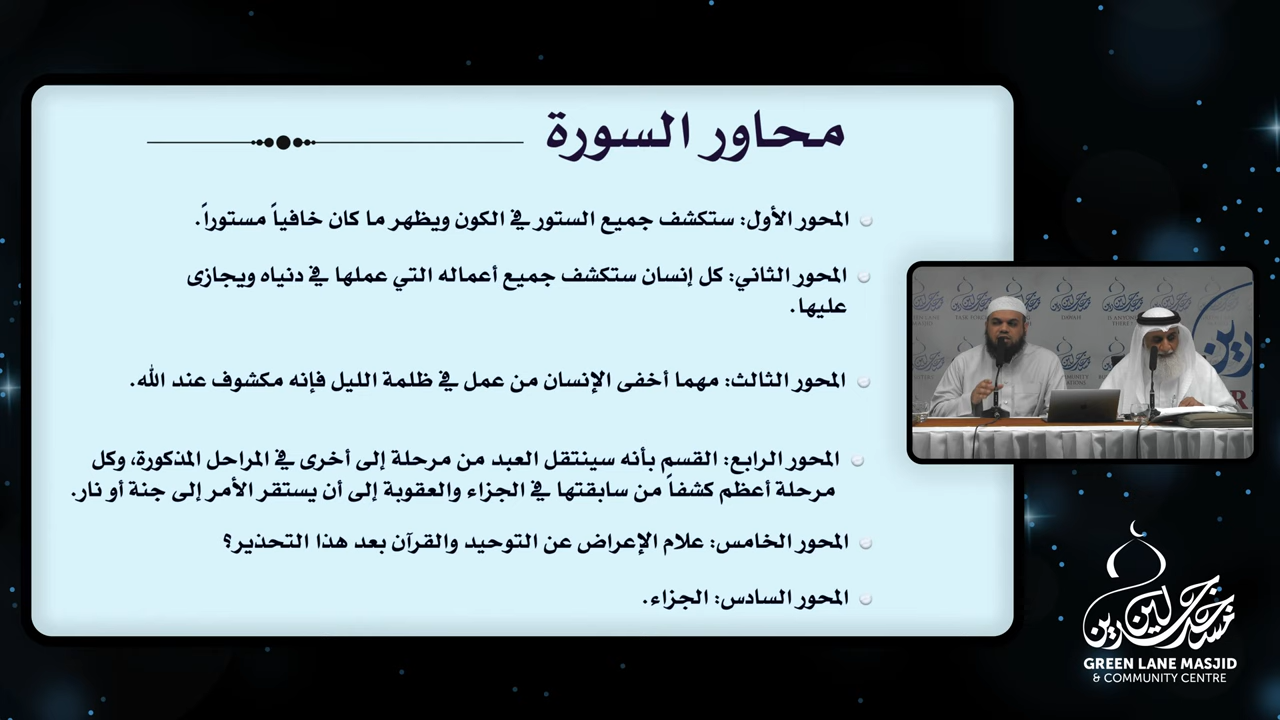 محاور السورة
المحور الأول: ستكشف جميع الستور في الكون ويظهر ما كان خافياً مستوراً.
المحور الثاني: كل إنسان ستكشف جميع أعماله التي عملها في دنياه ويجازى
عليها.
المحور الثالث: مهما أخفى الإنسان من عمل في ظلمة الليل فإنه مكشوف عند الله.
المحور الرابع: القسم بأنه سينتقل العبد من مرحلة إلى أخرى في المراحل المذكورة، وكل
مرحلة أعظم كشفاً من سابقتها في الجزاء والعقوبة إلى أن يستقر الأمر إلى جنة أو نار.
المحور الخامس: علام الإعراض عن التوحيد والقرآن بعد هذا التحذير؟
المحور السادس: الجزاء.
DAWAH
مسجد جرين لين
GREEN LANE MASJID
& COMMUNITY CENTRE